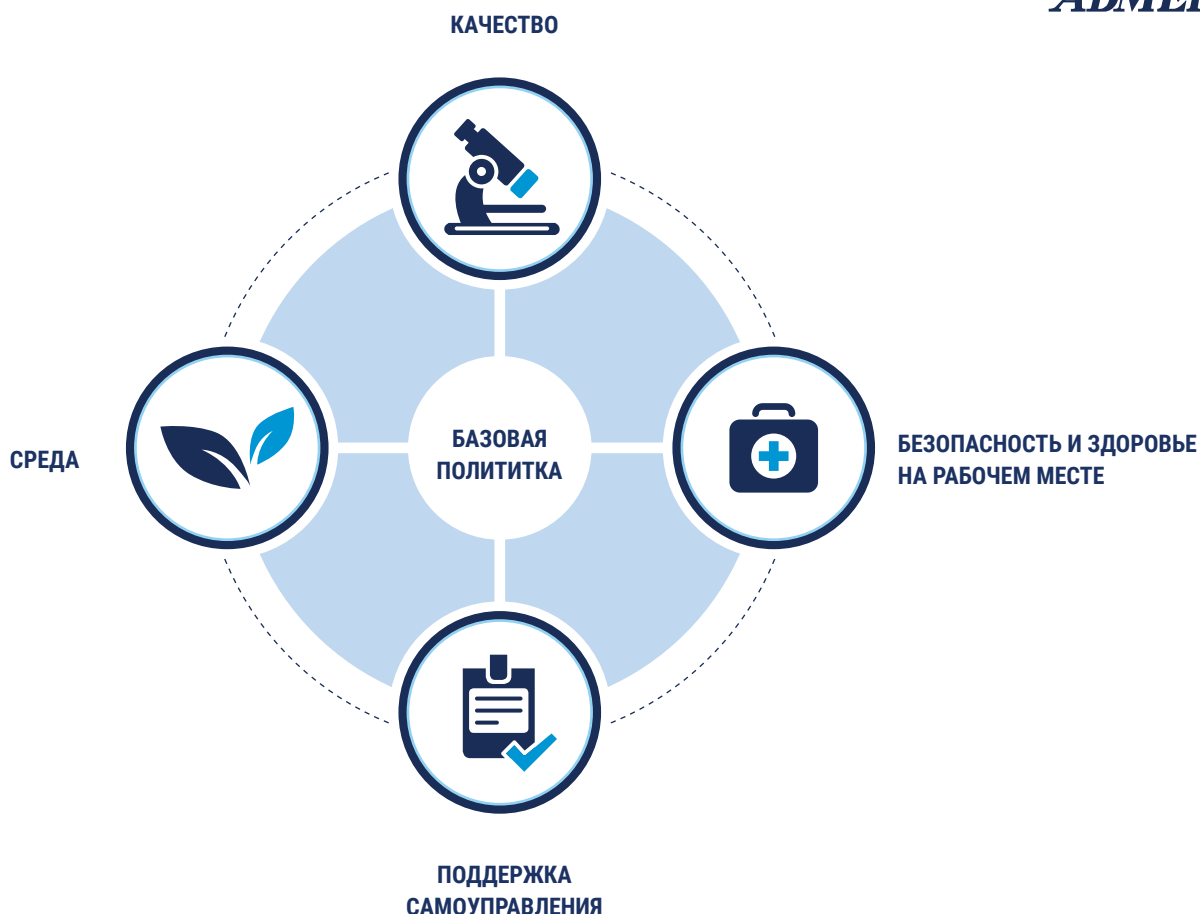 КАЧЕСТВО
СРЕДА
БАЗОВАЯ
ПОЛИТИТКА
БЕЗОПАСНОСТЬ И ЗДОРОВЬЕ
НА РАБОЧЕМ МЕСТЕ
ПОДДЕРЖКА
САМОУПРАВЛЕНИЯ